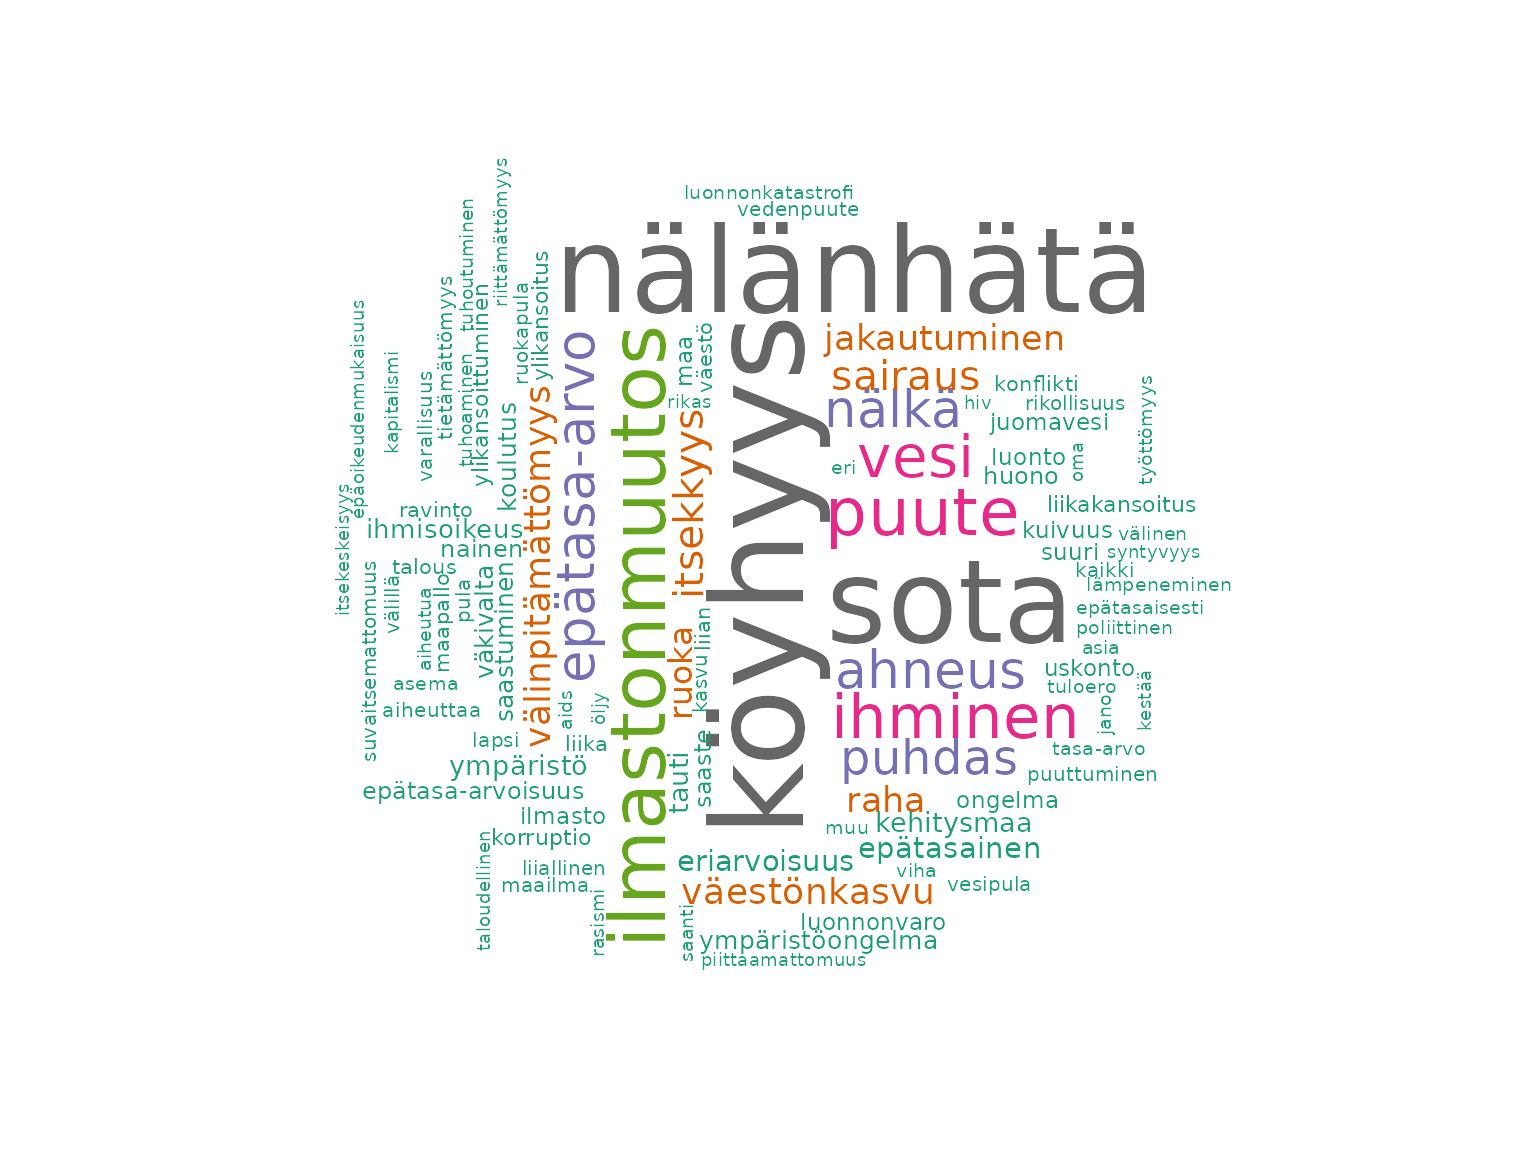 luonnonkatastrofi
vedenpuute
nälänhätä
köyhyys
sota
ilmastonmuutos
puute
ihminen
vesi
epätasa-arvo
nälkä
ahneus
puhdas
jakautuminen
sairaus
välinpitämättömyys
itsekkyys
ruoka
raha
väestönkasvu
konflikti
hiv
rikollisuus
juomavesi
eri
luonto
huono
oma
työttömyys
liikakansoitus
kuivuus
välinen
suuri
syntyvyys
kaikki
lämpeneminen
epätasaisesti
poliittinen
asia
uskonto
tuloero
jano
kestää
tasa-arvo
puuttuminen
ongelma
muu
kehitysmaa
epätasainen
eriarvoisuus
viha
vesipula
luonnonvaro
ympäristöongelma
piittaamattomuus
saanti
rasismi
maa
väestö
rikas
liian
kasvu
saaste
tauti
riittämättömyys
tuhoutuminen
ylikansoitus
ruokapula
ylikansoittuminen
tietämättömyys
tuhoaminen
varallisuus
kapitalismi
epäoikeudenmukaisuus
itsekeskeisyys
koulutus
ravinto
ihmisoikeus
nainen
talous
välillä
suvaitsemattomuus
aiheutua
maapallo
pula
väkivalta
saastuminen
asema
aiheuttaa
aids
öljy
lapsi
liika
ympäristö
epätasa-arvoisuus
ilmasto
korruptio
taloudellinen
liiallinen
maailma